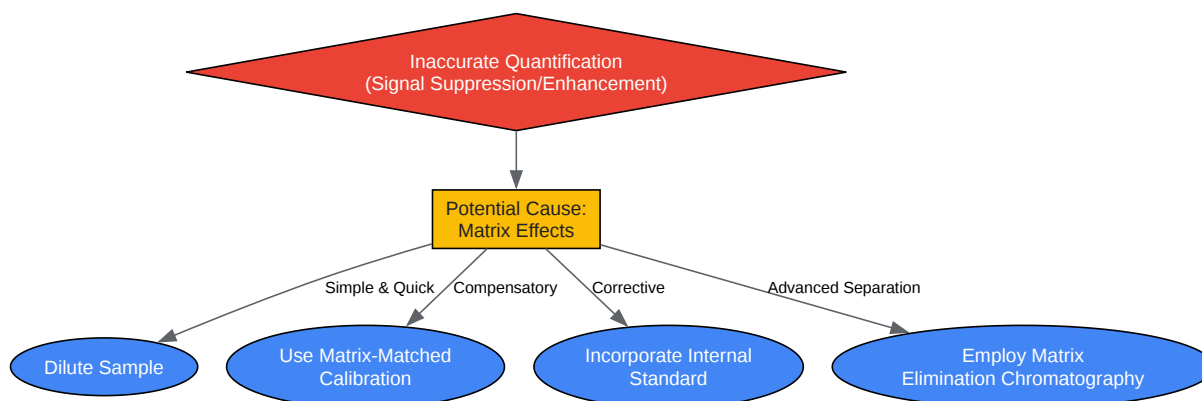 Inaccurate Quantification
(Signal Suppression/Enhancement)
Potential Cause:
Matrix Effects
Simple & Quick
Compensatory
Corrective
Advanced Separation
Dilute Sample
Use Matrix-Matched
Calibration
Incorporate Internal
Standard
Employ Matrix
Elimination Chromatography